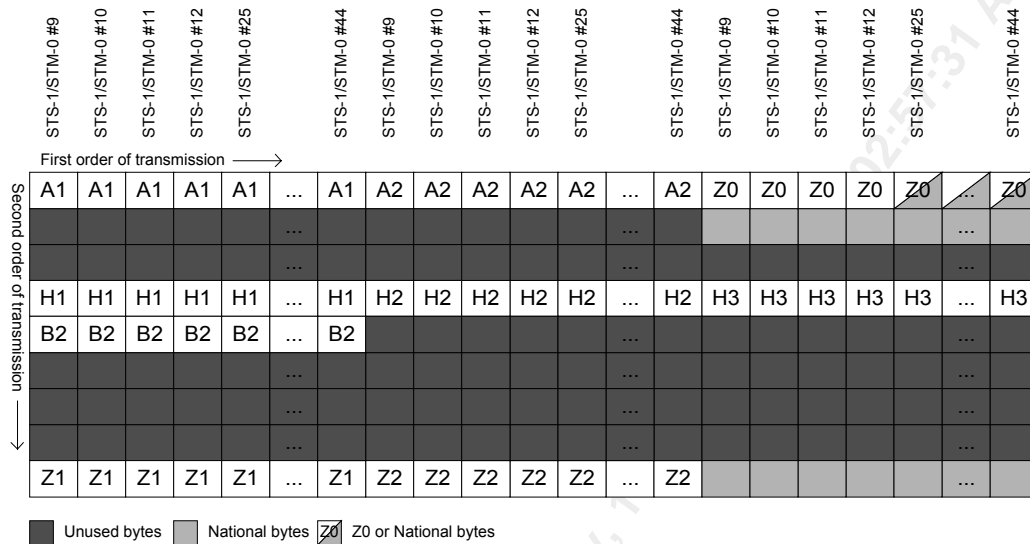 STS-1/STM-0 #9 STS-1/STM-0 #10 STS-1/STM-0 #11 STS-1/STM-0 #12 STS-1/STM-0 #25 STS-1/STM-0 #44 STS-1/STM-0 #9 STS-1/STM-0 #10 STS-1/STM-0 #11 STS-1/STM-0 #12 STS-1/STM-0 #25 STS-1/STM-0 #44 STS-1/STM-0 #9 STS-1/STM-0 #10 STS-1/STM-0 #11 STS-1/STM-0 #12 STS-1/STM-0 #25 STS-1/STM-0 #44
First order of transmission
Second order of transmission
A1 A1 A1 A1 A1 ... A1 A2 A2 A2 A2 A2 ... A2 Z0 Z0 Z0 Z0 Z0 ... Z0
... ... ...
... ... ...
H1 H1 H1 H1 H1 ... H1 H2 H2 H2 H2 H2 ... H2 H3 H3 H3 H3 H3 ... H3
B2 B2 B2 B2 B2 ... B2 ... ...
... ... ...
... ... ...
... ... ...
Z1 Z1 Z1 Z1 Z1 ... Z1 Z2 Z2 Z2 Z2 Z2 ... Z2 ...
Unused bytes National bytes Z0 Z0 or National bytes
02:57:31 A